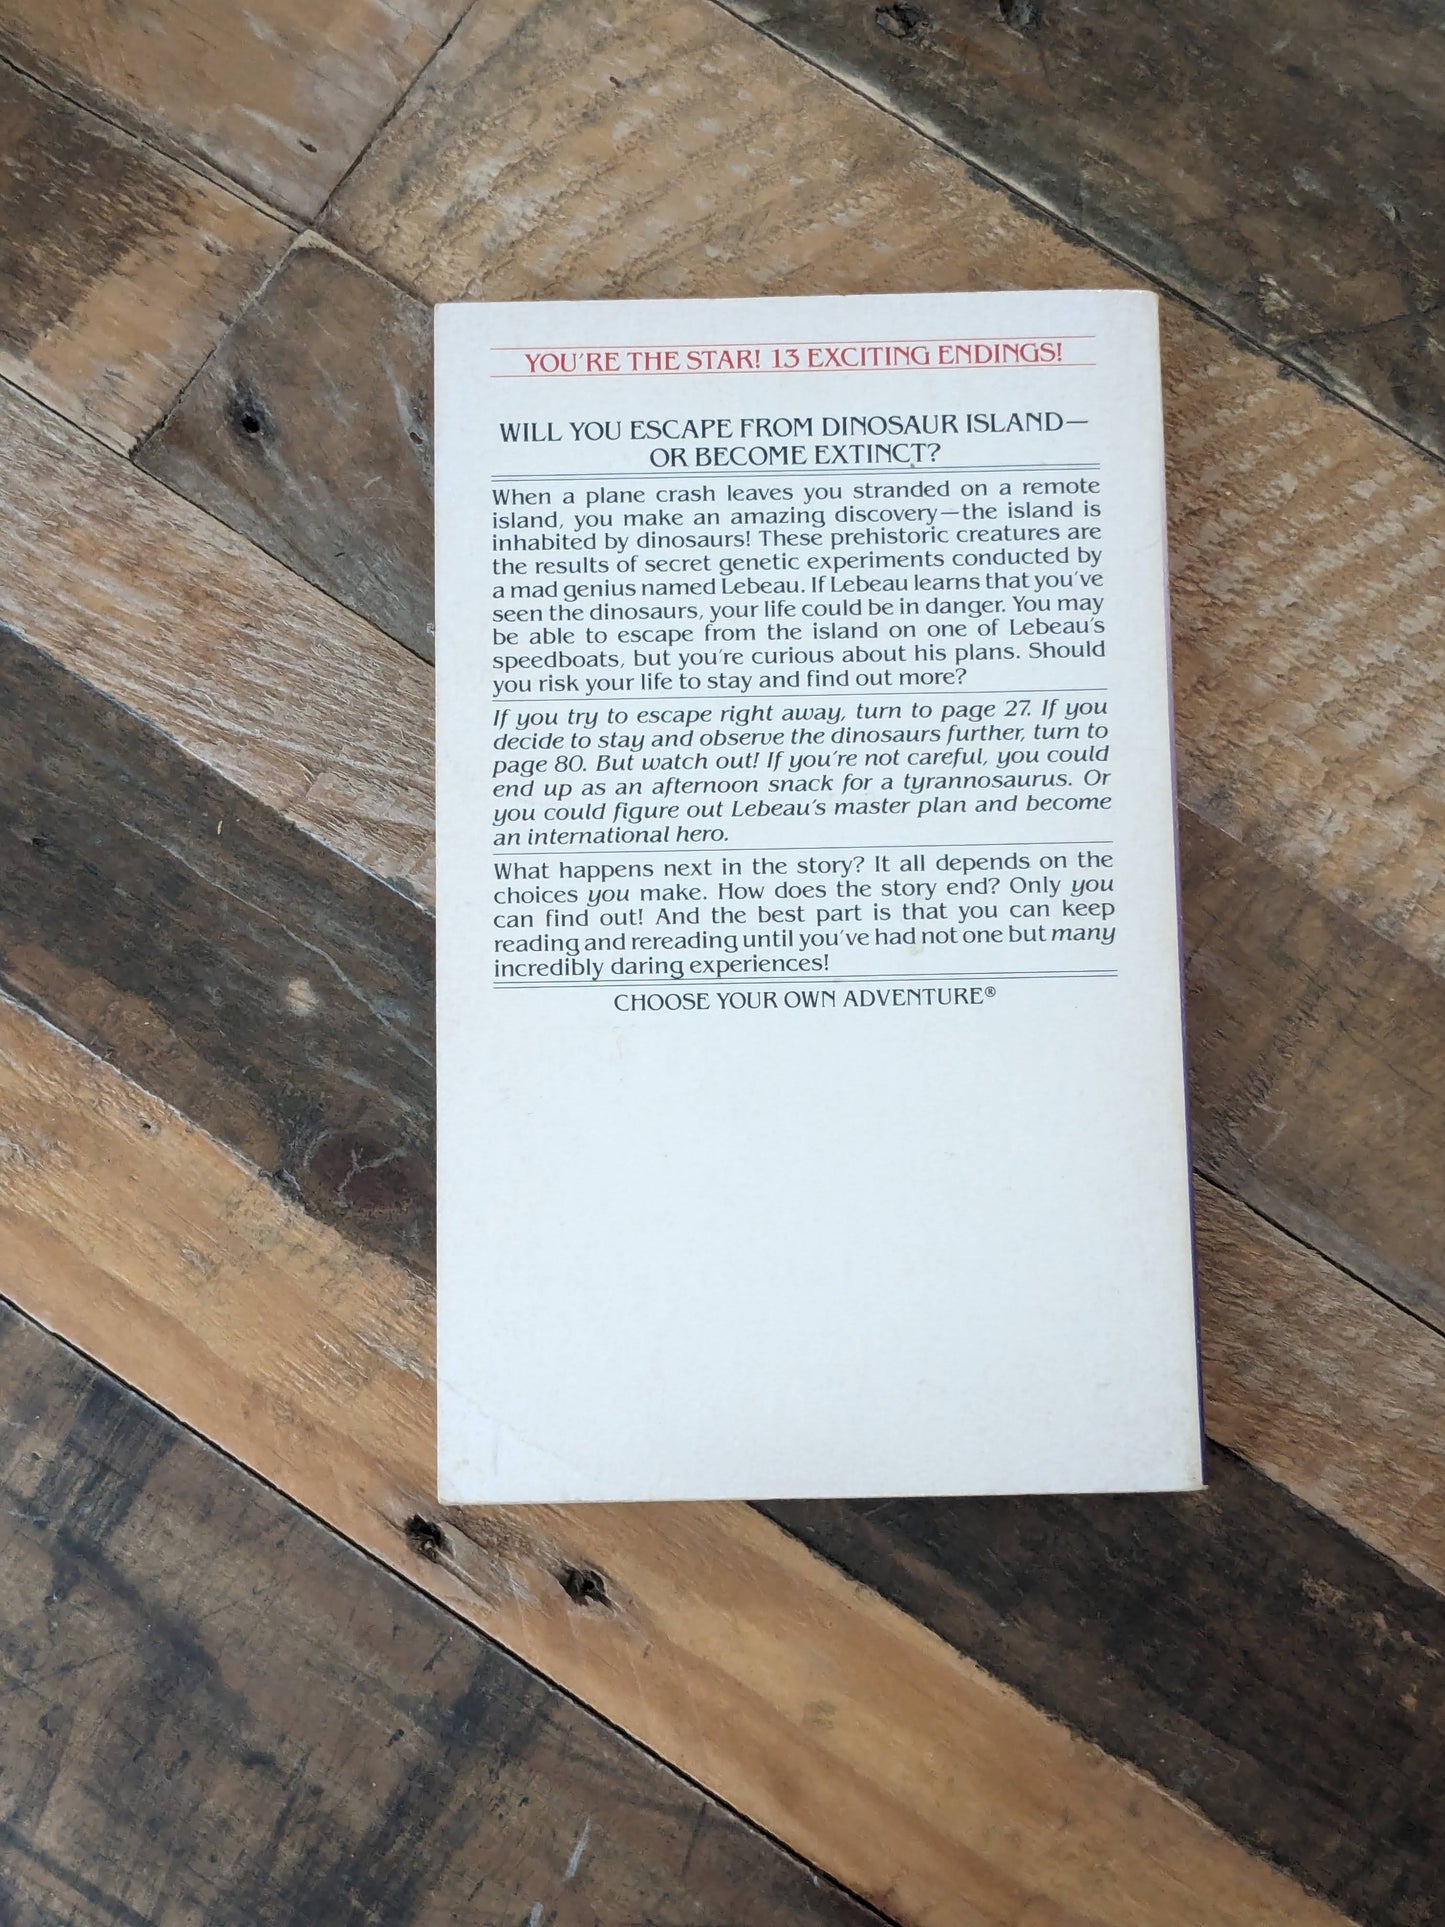 YOU'RE THE STAR! 13 EXCITING ENDINGS!
WILL YOU ESCAPE FROM DINOSAUR ISLAND—
OR BECOME EXTINCT?
When a plane crash leaves you stranded on a remote
island, you make an amazing discovery—the island is
inhabited by dinosaurs! These prehistoric creatures are
the results of secret genetic experiments conducted by
a mad genius named Lebeau. If Lebeau learns that you've
seen the dinosaurs, your life could be in danger. You may
be able to escape from the island on one of Lebeau's
speedboats, but you're curious about his plans. Should
you risk your life to stay and find out more?
If you try to escape right away, turn to page 27. If you
decide to stay and observe the dinosaurs further, turn to
page 80. But watch out! If you're not careful, you could
end up as an afternoon snack for a tyrannosaurus. Or
you could figure out Lebeau's master plan and become
an international hero.
What happens next in the story? It all depends on the
choices you make. How does the story end? Only you
can find out! And the best part is that you can keep
reading and rereading until you've had not one but many
incredibly daring experiences!
CHOOSE YOUR OWN ADVENTURE®